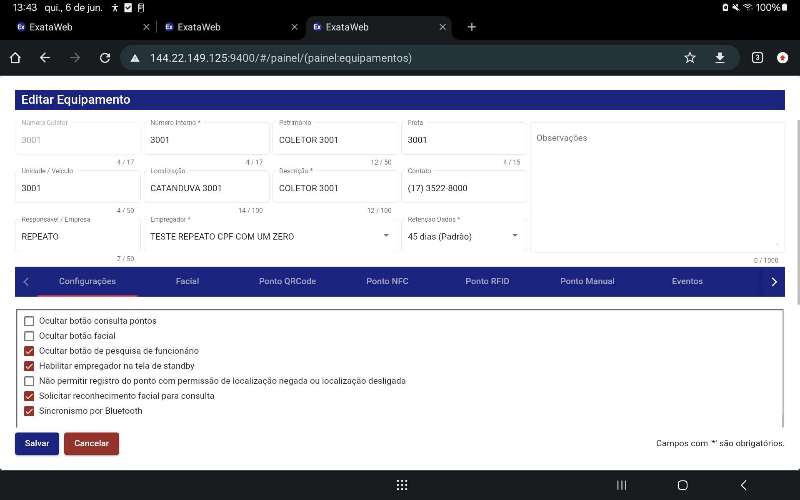 13:43 qui., 6 de jun. 100%
ExataWeb ExataWeb ExataWeb
144.22.149.125:9400/#/painel/(painel:equipamentos) 3
Editar Equipamento
Número Coletor Número Interno * Patrimônio Frota
3001 3001 COLETOR 3001 3001 Observações
4 / 17 4 / 17 12 / 50 4 / 15
Unidade / Veículo Localização Descrição * Contato
3001 CATANDUVA 3001 COLETOR 3001 (17) 3522-8000
4 / 50 14 / 100 12 / 100
Responsável / Empresa Empregador * Retenção Dados *
REPEATO TESTE REPEATO CPF COM UM ZERO 45 dias (Padrão)
7 / 50 0 / 1000
Configurações Facial Ponto QRCode Ponto NFC Ponto RFID Ponto Manual Eventos
Ocultar botão consulta pontos
Ocultar botão facial
Ocultar botão de pesquisa de funcionário
Habilitar empregador na tela de standby
Não permitir registro do ponto com permissão de localização negada ou localização desligada
Solicitar reconhecimento facial para consulta
Sincronismo por Bluetooth
Salvar Cancelar Campos com '*' são obrigatórios.